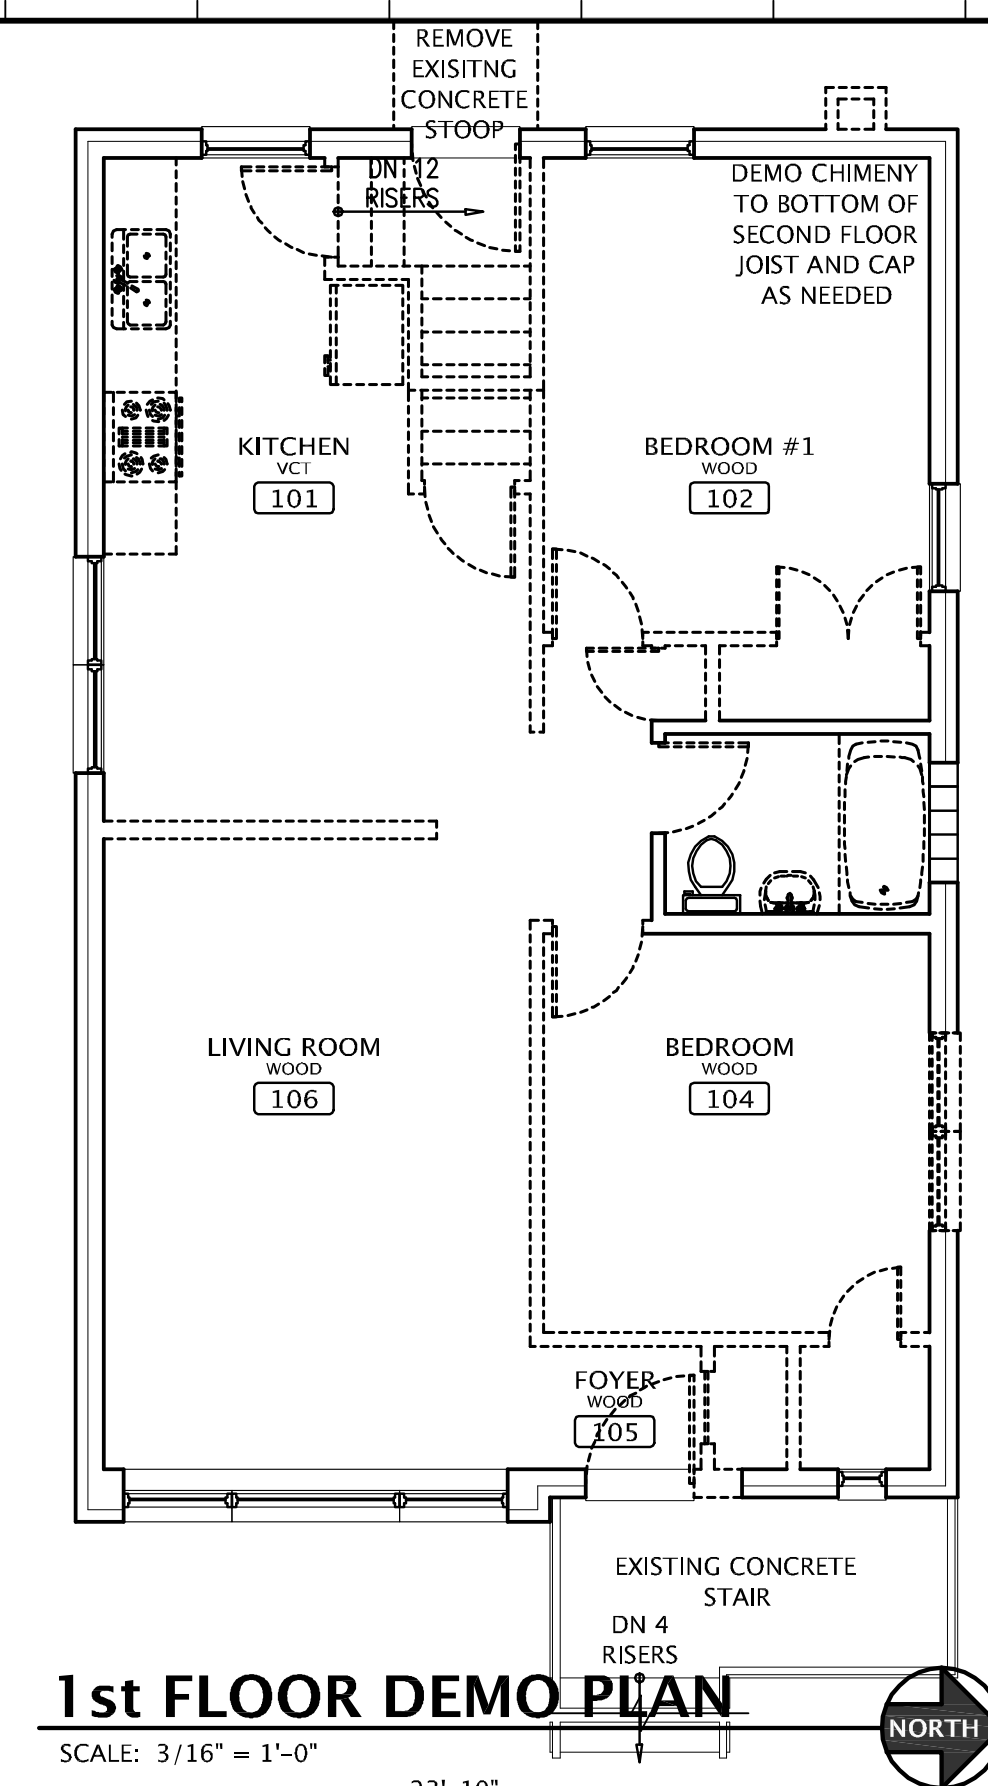 REMOVE
EXISITNG
CONCRETE
STOOP
DN 12
RISERS
DEMO CHIMENY
TO BOTTOM OF
SECOND FLOOR
JOIST AND CAP
AS NEEDED
KITCHEN
VCT
101
BEDROOM #1
WOOD
102
LIVING ROOM
WOOD
106
BEDROOM
WOOD
104
FOYER
WOOD
105
EXISTING CONCRETE
STAIR
DN 4
RISERS
1st FLOOR DEMO PLAN
NORTH
SCALE: 3/16" = 1'-0"